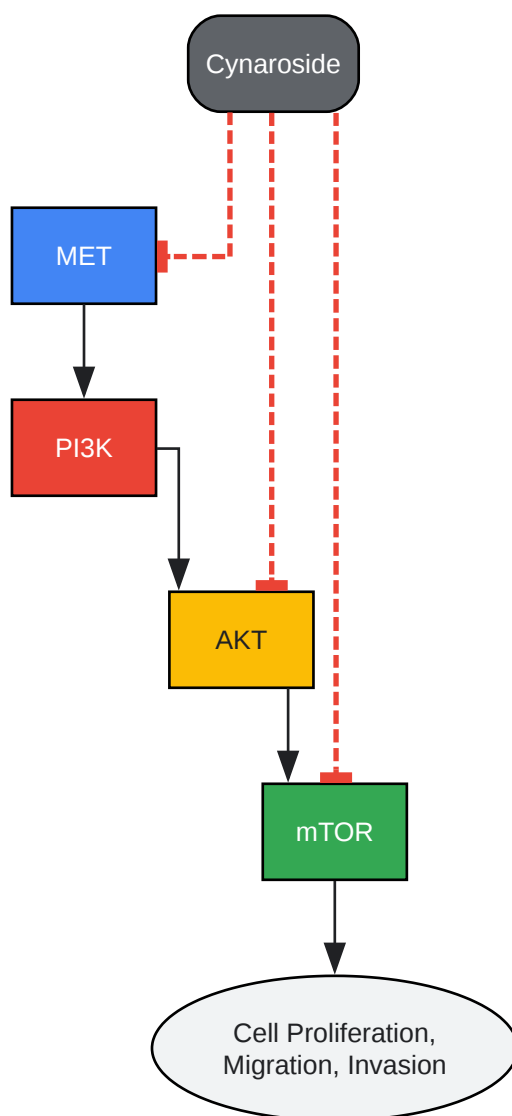 Cynaroside
MET
PI3K
AKT
mTOR
Cell Proliferation,
Migration, Invasion